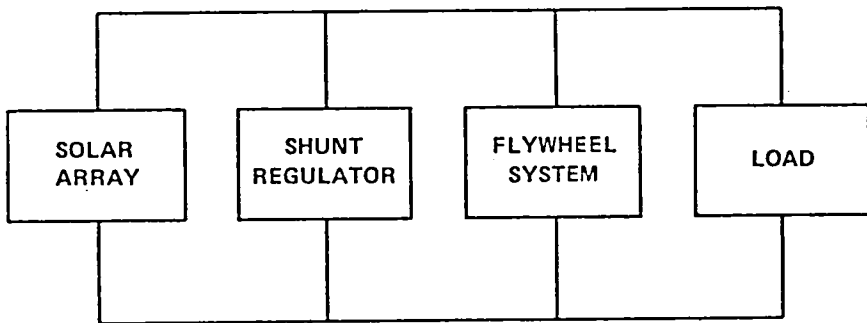 SOLAR
ARRAY
SHUNT
REGULATOR
FLYWHEEL
SYSTEM
LOAD